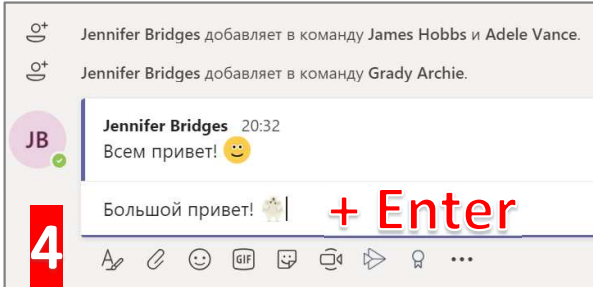 Jennifer Bridges добавляет в команду James Hobbs и Adele Vance.
Jennifer Bridges добавляет в команду Grady Archie.
JB
Jennifer Bridges 20:32
Всем привет!
Большой привет!
+ Enter
4
GIF